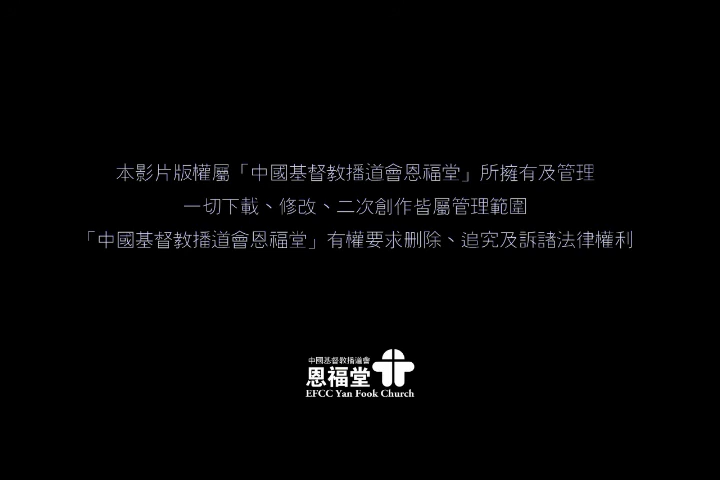 本影片版權屬「中國基督教播道會恩福堂」所擁有及管理
一切下載、修改、二次創作皆屬管理範圍
「中國基督教播道會恩福堂」有權要求刪除、追究及訴諸法律權利
中國基督教播道會
恩福堂
EFCC Yan Fook Church